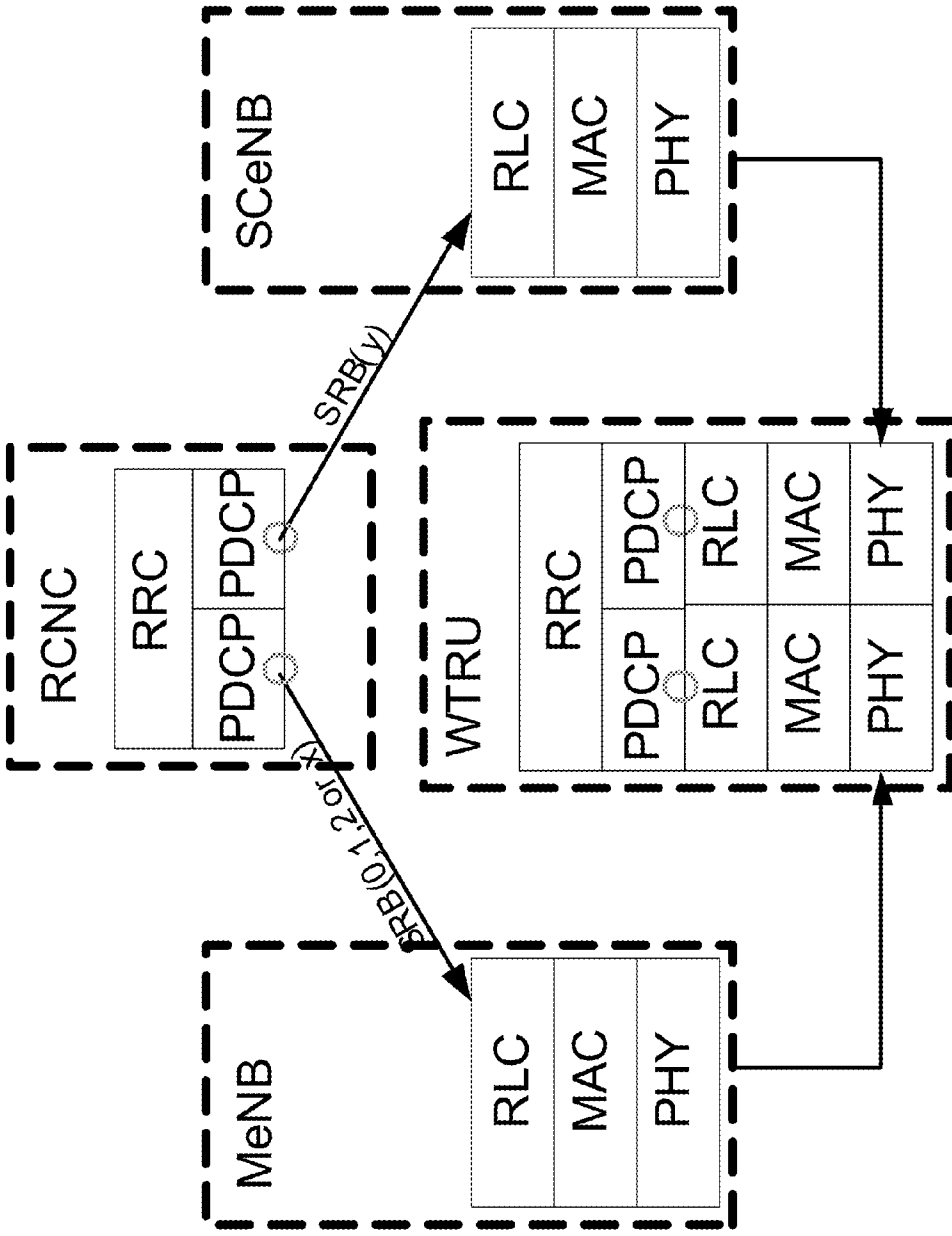 RCNC
RRC
PDCP PDCP
SRB(0,1,2 or x)
SRB(y)
MeNB
RLC
MAC
PHY
SCeNB
RLC
MAC
PHY
WTRU
RRC
PDCP PDCP
RLC RLC
MAC MAC
PHY PHY